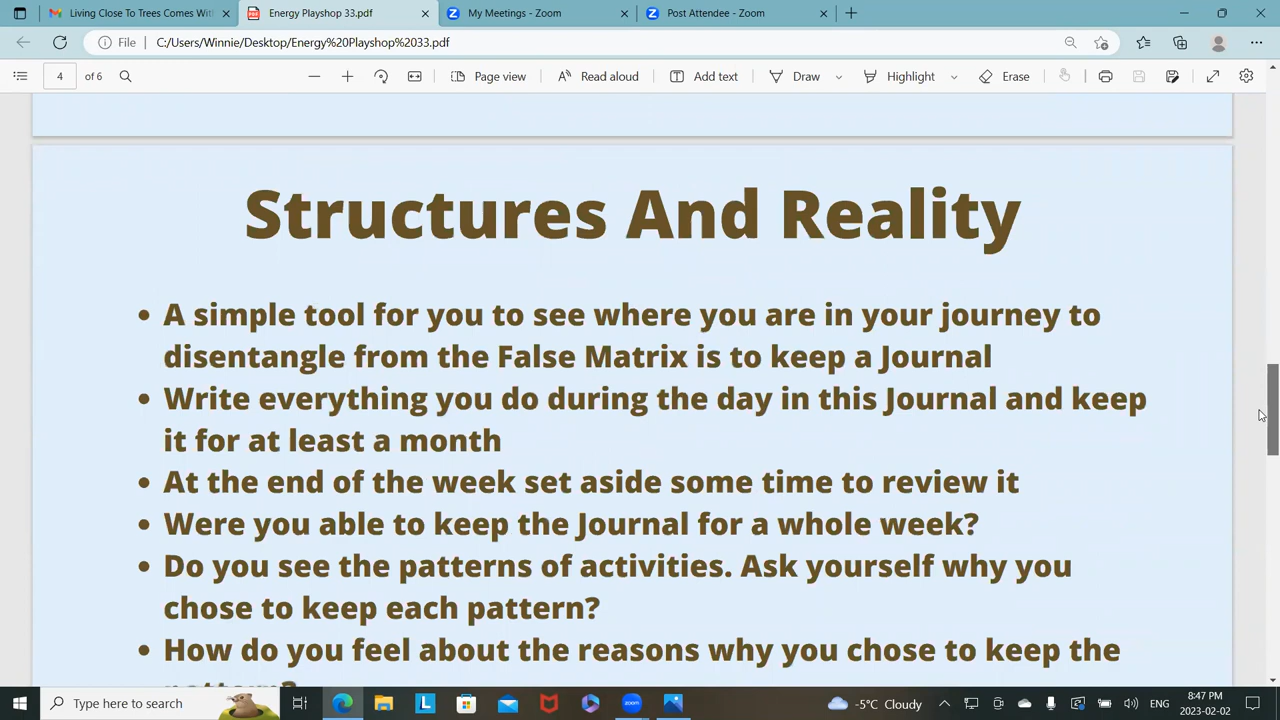 Living Close To Trees Comes Wit
Energy Playshop 33.pdf
My Meetings - Zoom
Post Attendee - Zoom
File
C:/Users/Winnie/Desktop/Energy%20Playshop%2033.pdf
4 of 6
Page view
Read aloud
Add text
Draw
Highlight
Erase
Structures And Reality
• A simple tool for you to see where you are in your journey to
disentangle from the False Matrix is to keep a Journal
• Write everything you do during the day in this Journal and keep
it for at least a month
• At the end of the week set aside some time to review it
• Were you able to keep the Journal for a whole week?
• Do you see the patterns of activities. Ask yourself why you
chose to keep each pattern?
• How do you feel about the reasons why you chose to keep the
pattern?
Type here to search
L
zoom
-5°C Cloudy
ENG
8:47 PM
2023-02-02